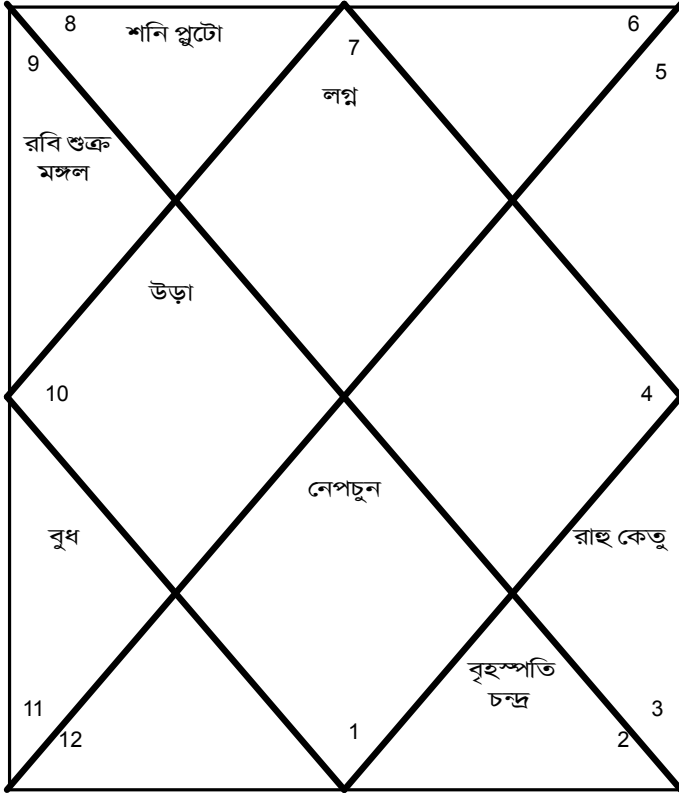 8
শনি প্লুটো
7
6
9
5
লগ্ন
রবি শুক্র
মঙ্গল
উড়া
10
4
নেপচুন
বুধ
রাহু কেতু
বৃহস্পতি
চন্দ্র
11
12
1
2
3